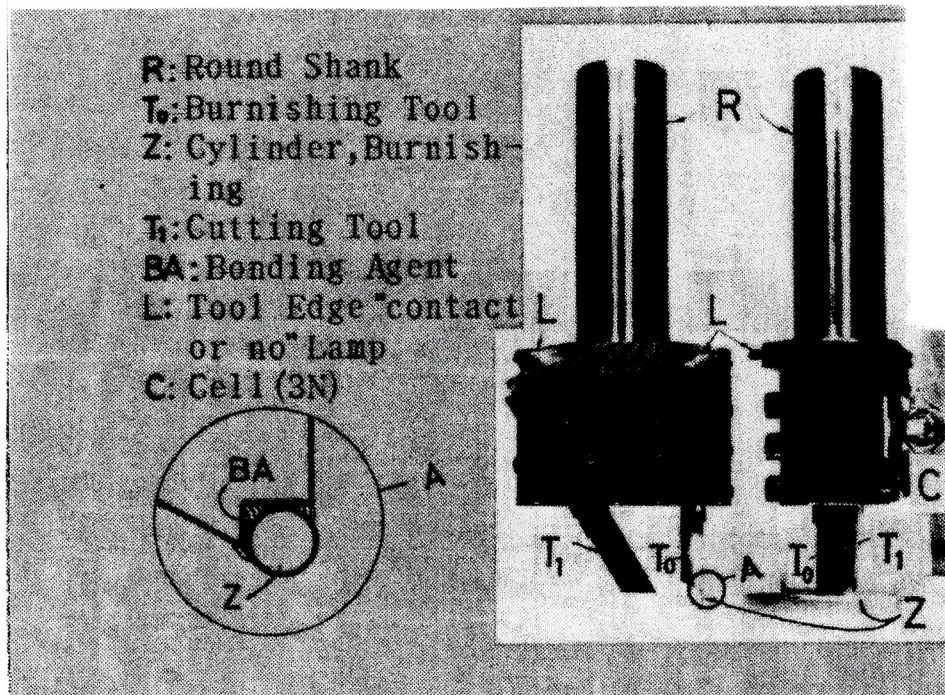 R: Round Shank
T₀: Burnishing Tool
Z: Cylinder, Burnish-
ing
T₁: Cutting Tool
BA: Bonding Agent
L: Tool Edge "contact
or no" Lamp
C: Cell (3N)
R
L
L
BA
A
C
Z
T₁
T₀
A
T₀
T₁
Z